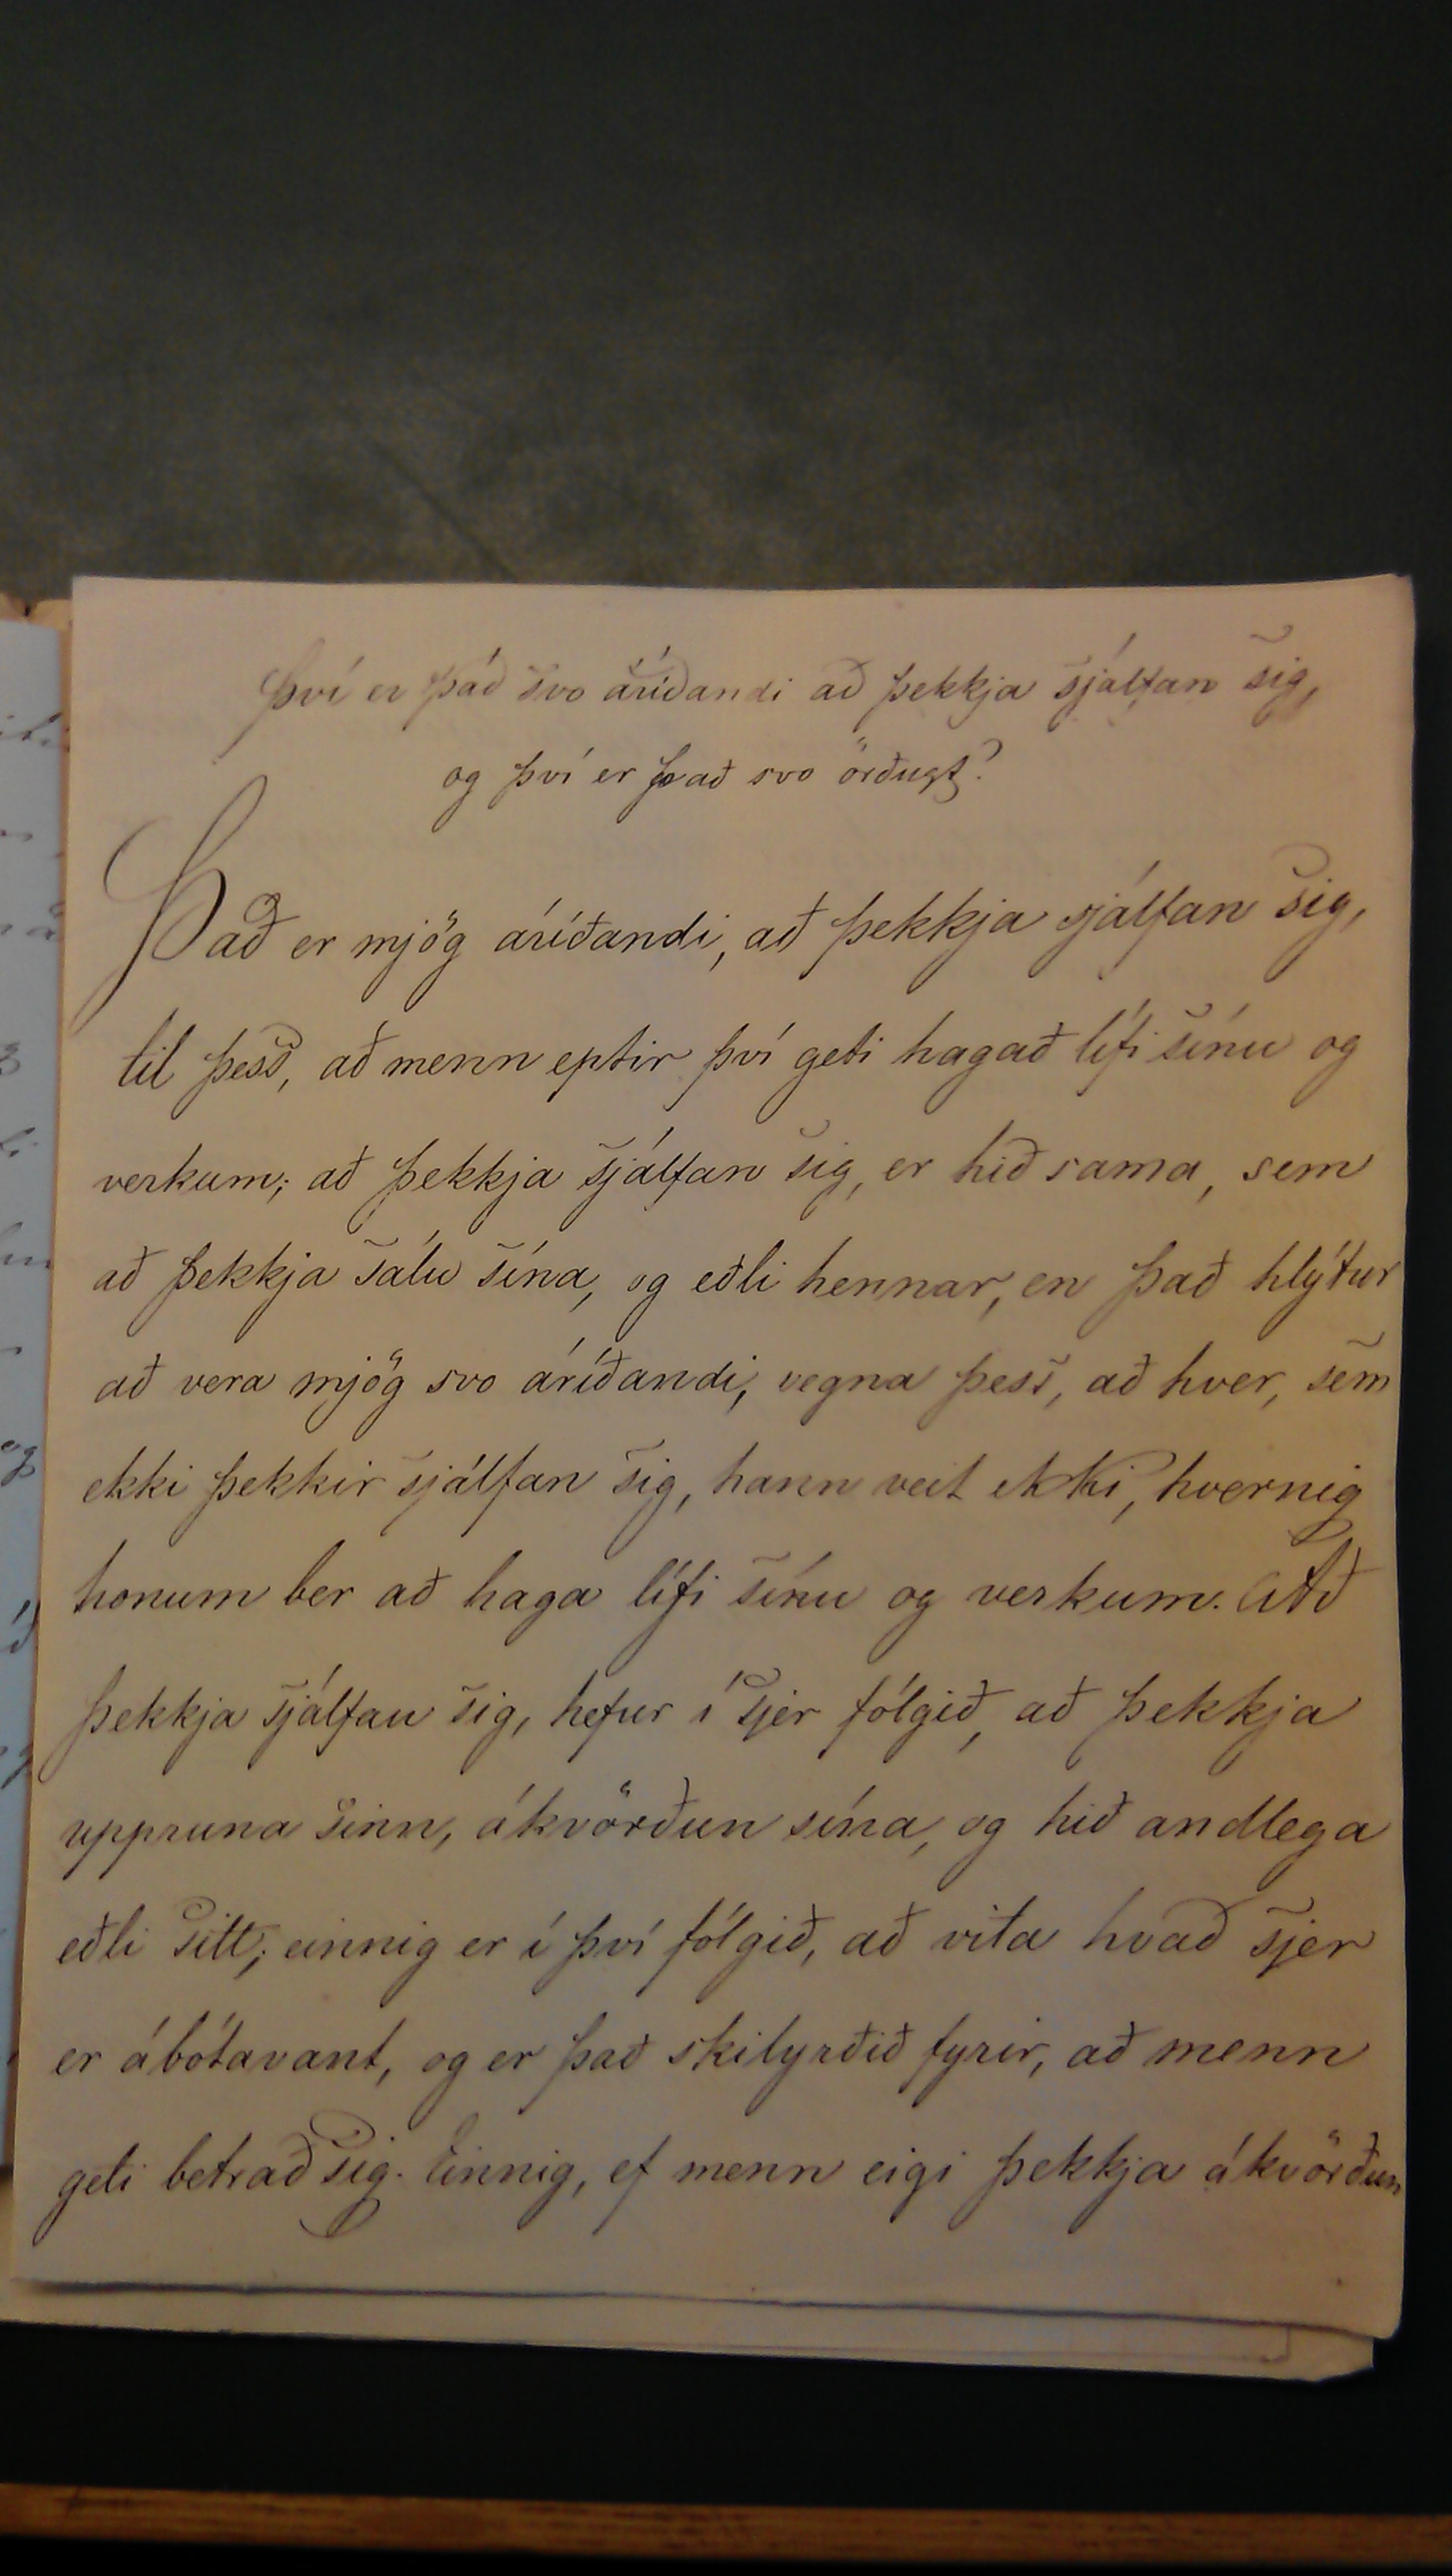 Því er það svo áríðandi að þekkja sjálfan sig,
og því er það svo örðugt?
Það er mjög áríðandi, að þekkja sjálfan sig,
til þess, að menn eptir því geti hagað lífi sínu og
verkum; að þekkja sjálfan sig, er hið sama, sem
að þekkja sálu sína, og eðli hennar, en það hlýtur
að vera mjög svo áríðandi, vegna þess, að hver, sem
ekki þekkir sjálfan sig, hann veit ekki, hvernig
honum ber að haga lífi sínu og verkum. Að
þekkja sjálfan sig, hefur í sjer fólgið, að þekkja
uppruna sinn, ákvörðun sína, og hið andlega
eðli sitt; einnig er í því fólgið, að vita hvað sjer
er ábótavant, og er það skilyrðið fyrir, að menn
geti betrað sig. Einnig, ef menn eigi þekkja ákvörðun